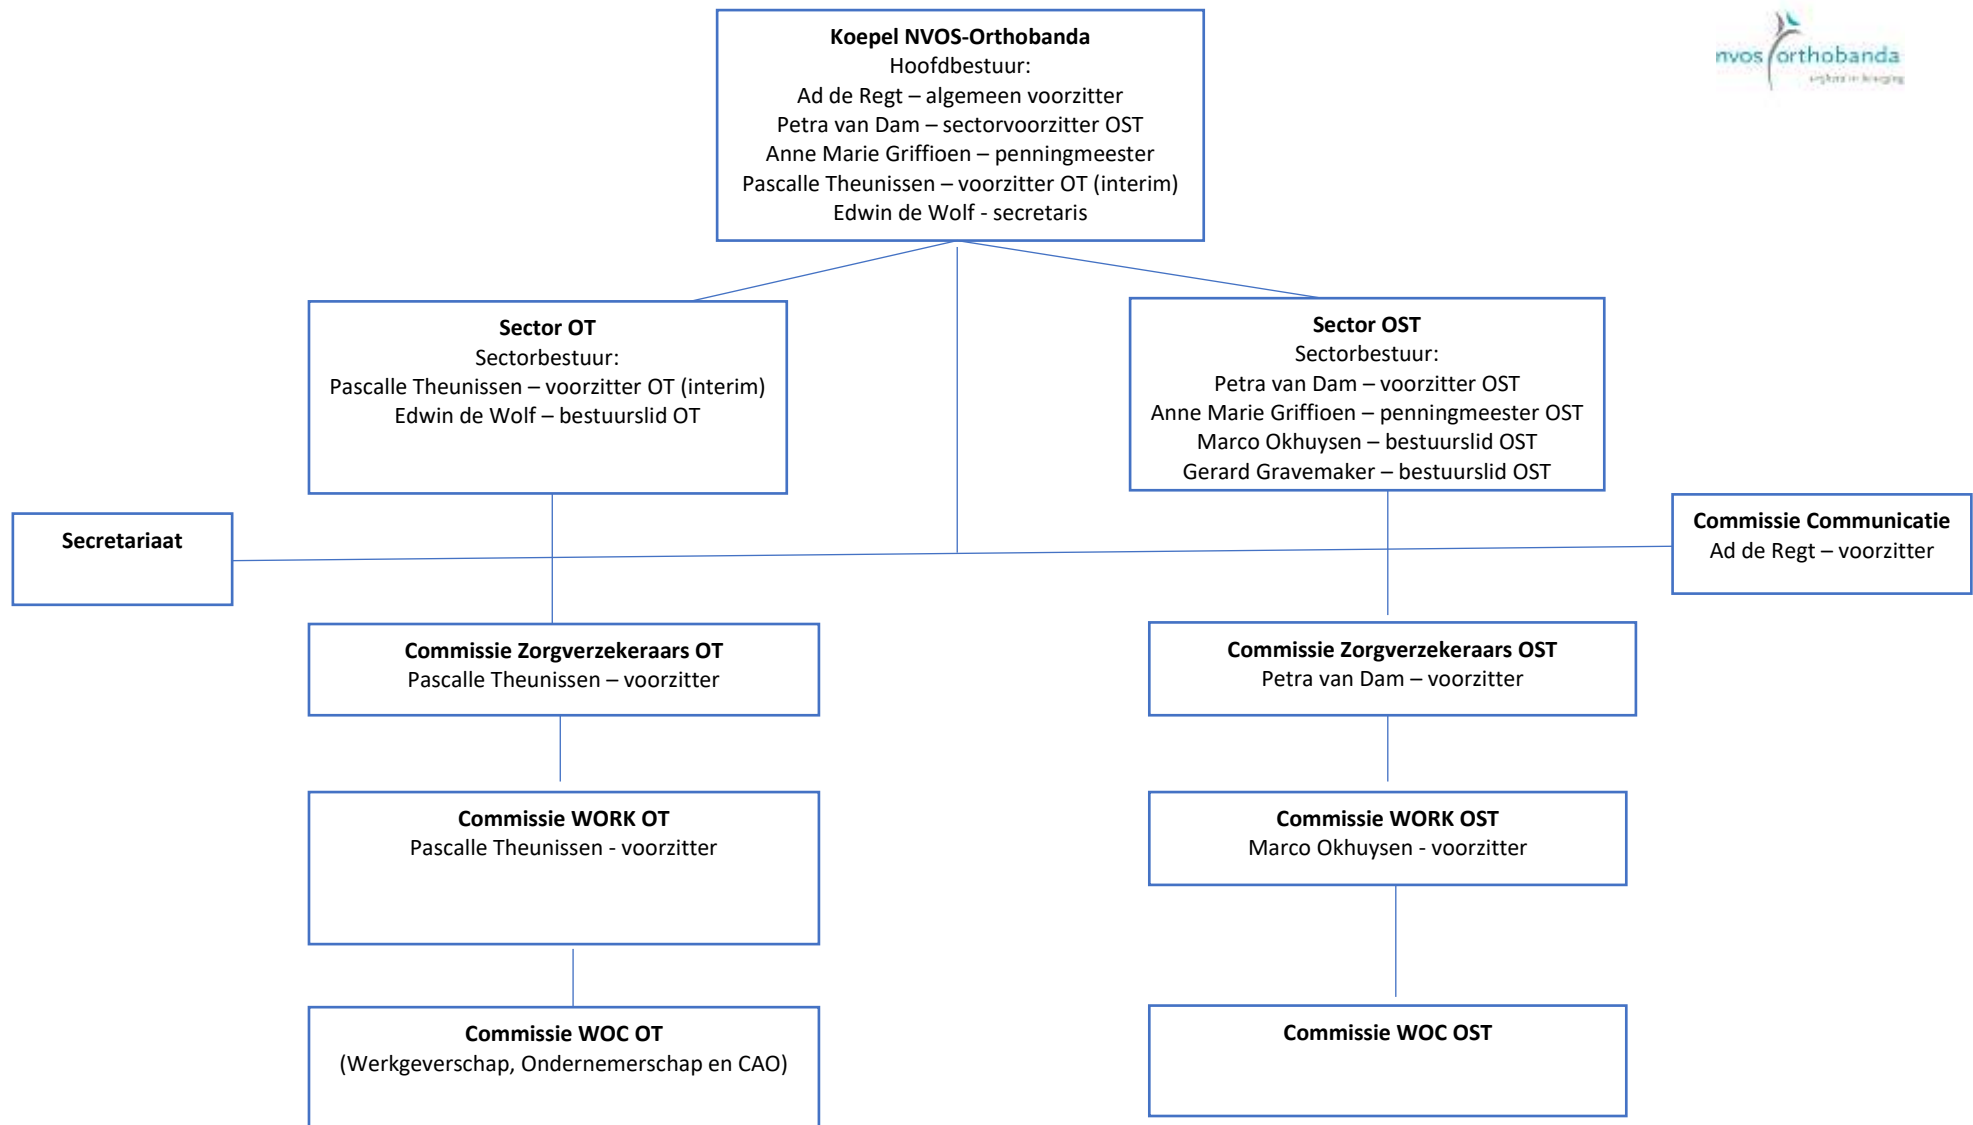 Koepel NVOS-Orthobanda
Hoofdbestuur:
Ad de Regt – algemeen voorzitter
Petra van Dam – sectorvoorzitter OST
Anne Marie Griffioen – penningmeester
Pascalle Theunissen – voorzitter OT (interim)
Edwin de Wolf - secretaris
nvos orthobanda
Sector OT
Sectorbestuur:
Pascalle Theunissen – voorzitter OT (interim)
Edwin de Wolf – bestuurslid OT
Sector OST
Sectorbestuur:
Petra van Dam – voorzitter OST
Anne Marie Griffioen – penningmeester OST
Marco Okhuysen – bestuurslid OST
Gerard Gravemaker – bestuurslid OST
Secretariaat
Commissie Communicatie
Ad de Regt – voorzitter
Commissie Zorgverzekeraars OT
Pascalle Theunissen – voorzitter
Commissie Zorgverzekeraars OST
Petra van Dam – voorzitter
Commissie WORK OT
Pascalle Theunissen - voorzitter
Commissie WORK OST
Marco Okhuysen - voorzitter
Commissie WOC OT
(Werkgeverschap, Ondernemerschap en CAO)
Commissie WOC OST